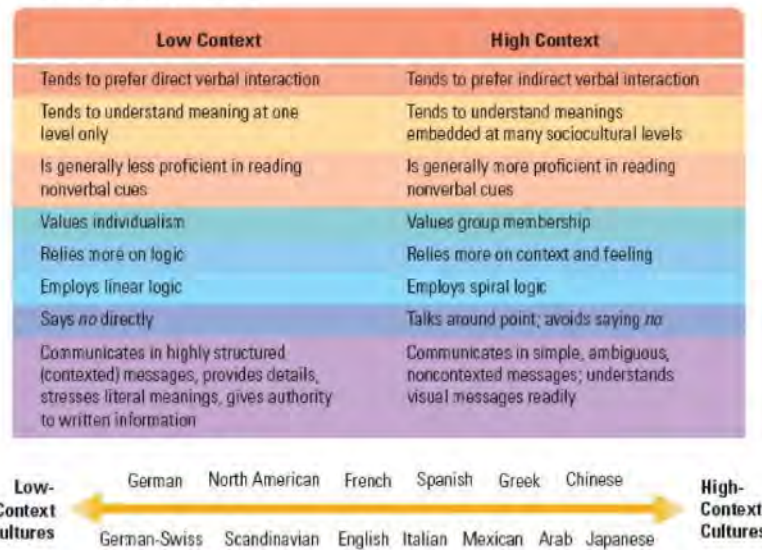 Low Context High Context
Tends to prefer direct verbal interaction Tends to prefer indirect verbal interaction
Tends to understand meaning at one Tends to understand meanings
level only embedded at many sociocultural levels
Is generally less proficient in reading Is generally more proficient in reading
nonverbal cues nonverbal cues
Values individualism Values group membership
Relies more on logic Relies more on context and feeling
Employs linear logic Employs spiral logic
Says no directly Talks around point; avoids saying no
Communicates in highly structured Communicates in simple, ambiguous,
(contexted) messages, provides details, noncontexted messages; understands
stresses literal meanings, gives authority visual messages readily
to written information
Low- German North American French Spanish Greek Chinese High-
Context Context
ultures German-Swiss Scandinavian English Italian Mexican Arab Japanese Cultures